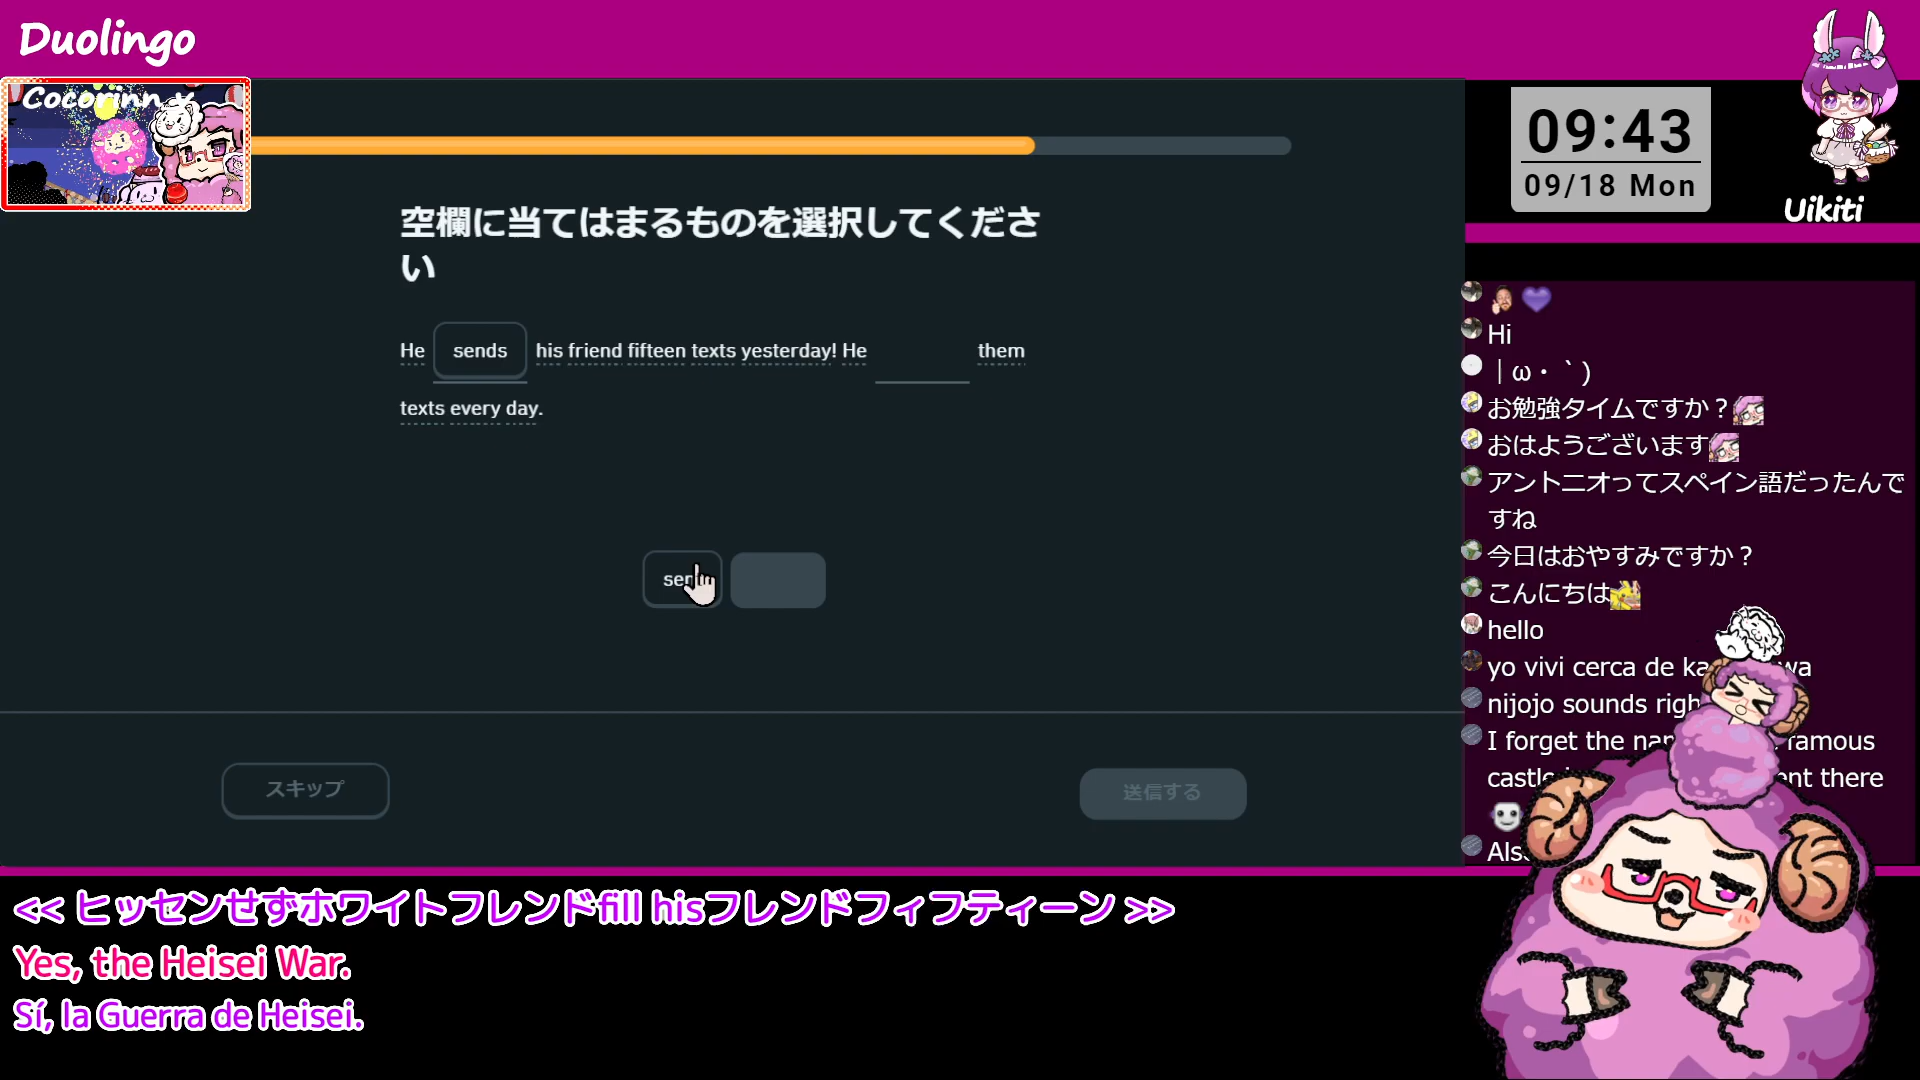 Duolingo
Cocorinn
空欄に当てはまるものを選択してくださ
い
He sends his friend fifteen texts yesterday! He them
texts every day.
スキップ
送信する
09:43
09/18 Mon
Uikiti
Hi
｜ω・｀)
お勉強タイムですか？
おはようございます
アントニオってスペイン語だったんで
すね
今日はおやすみですか？
こんにちは
hello
yo vivi cerca de
nijojo sounds
I forget the famous
there
<< ヒッセンせずホワイトフレンドfill hisフレンドフィフティーン >>
Yes, the Heisei War.
Sí, la Guerra de Heisei.